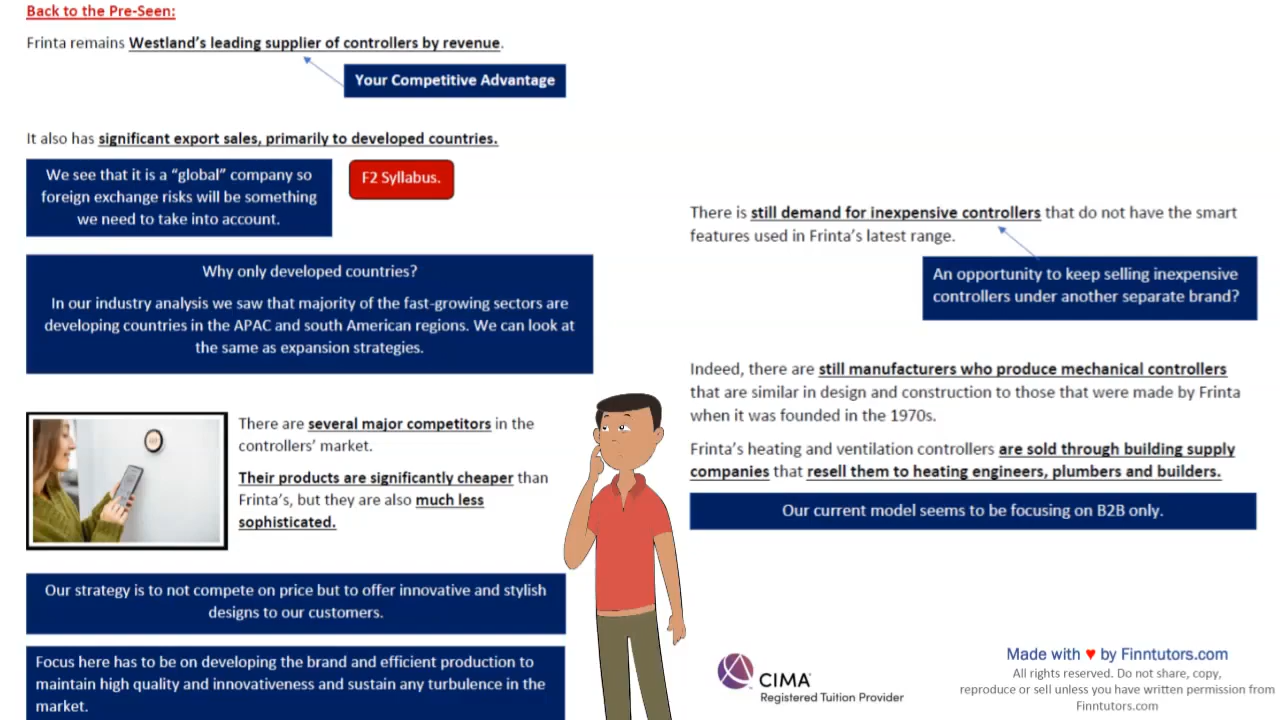 Back to the Pre-Seen:
Frinta remains Westland's leading supplier of controllers by revenue.
Your Competitive Advantage
It also has significant export sales, primarily to developed countries.
We see that it is a “global” company so
foreign exchange risks will be something
we need to take into account.
F2 Syllabus.
Why only developed countries?
In our industry analysis we saw that majority of the fast-growing sectors are
developing countries in the APAC and south American regions. We can look at
the same as expansion strategies.
There are several major competitors in the
controllers' market.
Their products are significantly cheaper than
Frinta's, but they are also much less
sophisticated.
Our strategy is to not compete on price but to offer innovative and stylish
designs to our customers.
Focus here has to be on developing the brand and efficient production to
maintain high quality and innovativeness and sustain any turbulence in the
market.
There is still demand for inexpensive controllers that do not have the smart
features used in Frinta's latest range.
An opportunity to keep selling inexpensive
controllers under another separate brand?
Indeed, there are still manufacturers who produce mechanical controllers
that are similar in design and construction to those that were made by Frinta
when it was founded in the 1970s.
Frinta's heating and ventilation controllers are sold through building supply
companies that resell them to heating engineers, plumbers and builders.
Our current model seems to be focusing on B2B only.
CIMA
Registered Tuition Provider
Made with ♥ by Finntutors.com
All rights reserved. Do not share, copy,
reproduce or sell unless you have written permission from
Finntutors.com